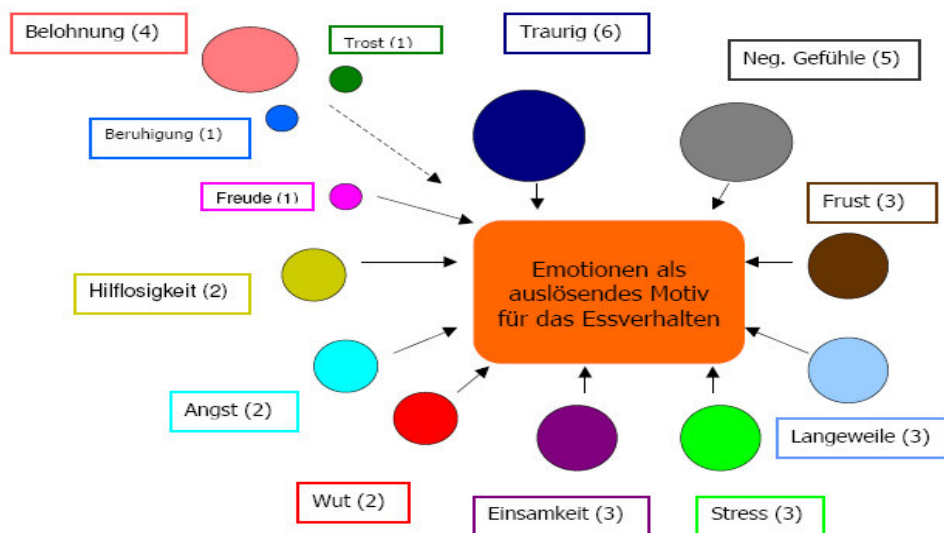 Belohnung (4)
Trost (1)
Traurig (6)
Neg. Gefühle (5)
Beruhigung (1)
Freude (1)
Frust (3)
Hilflosigkeit (2)
Emotionen als
auslösendes Motiv
für das Essverhalten
Angst (2)
Langeweile (3)
Wut (2)
Einsamkeit (3)
Stress (3)